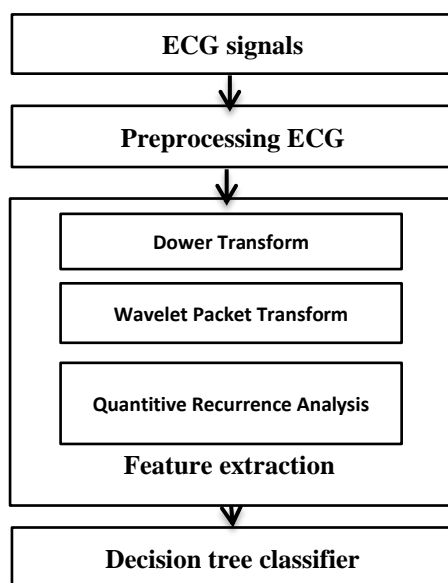 ECG signals
Preprocessing ECG
Dower Transform
Wavelet Packet Transform
Quantitive Recurrence Analysis
Feature extraction
Decision tree classifier